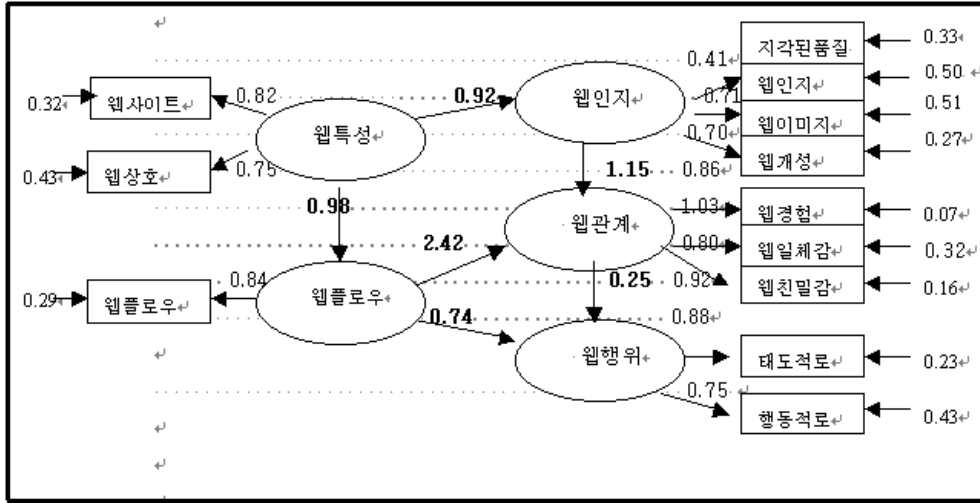 지각된품질
0.33
0.41
웹인지
0.50
0.32
웹사이트
0.82
0.92
웹인지
0.71
웹특성
웹이미지
0.51
0.70
웹개성
0.27
0.43
웹상호
0.75
1.15
0.86
0.98
1.03
웹경험
0.07
2.42
웹관계
0.80
웹일체감
0.32
0.29
웹플로우
0.84
웹플로우
0.25
0.92
웹친밀감
0.16
0.74
0.88
웹행위
태도적로
0.23
0.75
행동적로
0.43